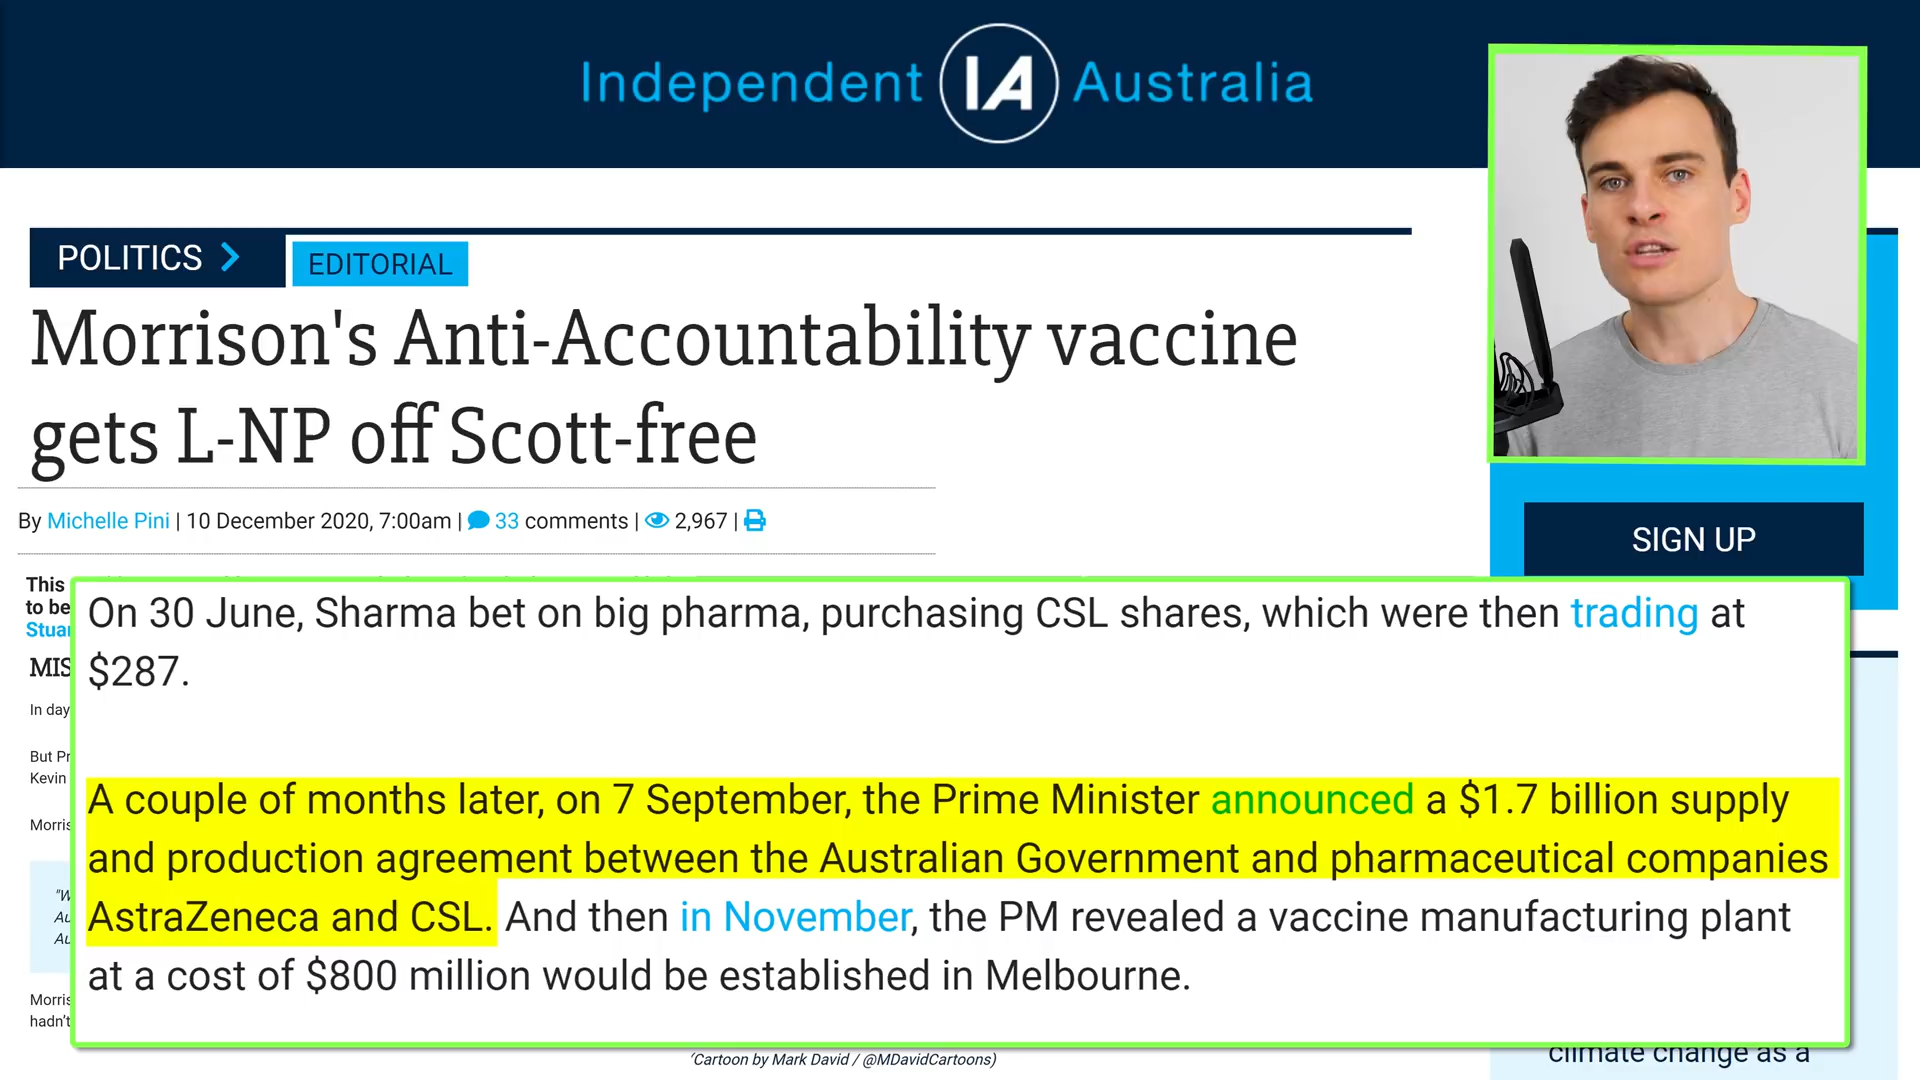 Independent IA Australia
POLITICS
EDITORIAL
Morrison's Anti-Accountability vaccine
gets L-NP off Scott-free
By Michelle Pini | 10 December 2020, 7:00am | 33 comments | 2,967 |
SIGN UP
This
to be
On 30 June, Sharma bet on big pharma, purchasing CSL shares, which were then trading at
$287.
In day
But Pr
Kevin
A couple of months later, on 7 September, the Prime Minister announced a $1.7 billion supply
and production agreement between the Australian Government and pharmaceutical companies
AstraZeneca and CSL. And then in November, the PM revealed a vaccine manufacturing plant
at a cost of $800 million would be established in Melbourne.
Morris
hadn't
(Cartoon by Mark David / @MDavidCartoons)
climate change as a